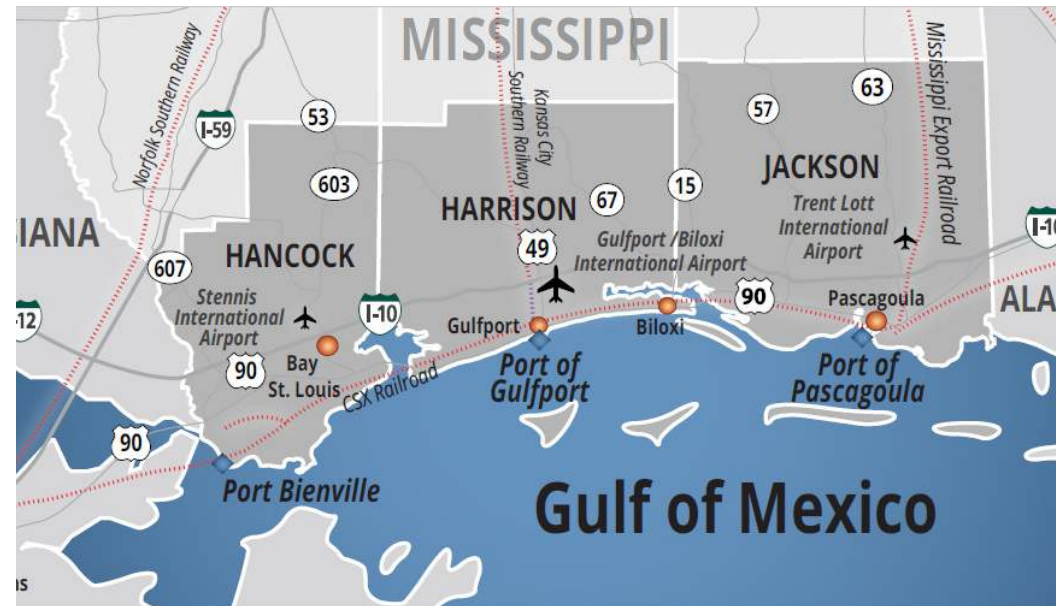 MISSISSIPPI
Norfolk Southern Railway
I-59
53
603
Kansas City
Southern Railway
Mississippi Export Railroad
63
57
JACKSON
HARRISON
67
15
Trent Lott
International
Airport
IANA
HANCOCK
49
Gulfport /Biloxi
International Airport
I-10
607
Stennis
International
Airport
I-10
-12
90
Pascagoula
ALA
Gulfport
Biloxi
90
Bay
St. Louis
CSX Railroad
Port of
Gulfport
Port of
Pascagoula
90
Port Bienville
Gulf of Mexico
ns